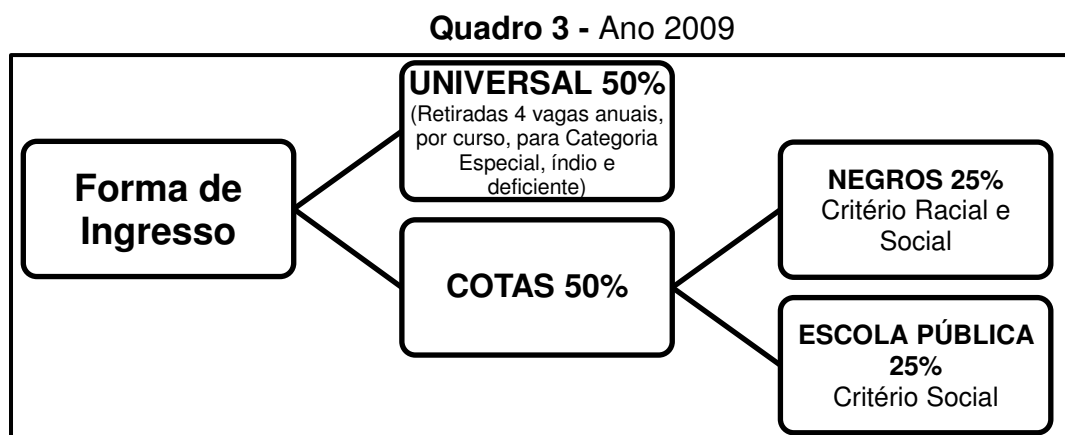 Quadro 3 - Ano 2009
Forma de
Ingresso
UNIVERSAL 50%
(Retiradas 4 vagas anuais,
por curso, para Categoria
Especial, índio e
deficiente)
COTAS 50%
NEGROS 25%
Critério Racial e
Social
ESCOLA PÚBLICA
25%
Critério Social